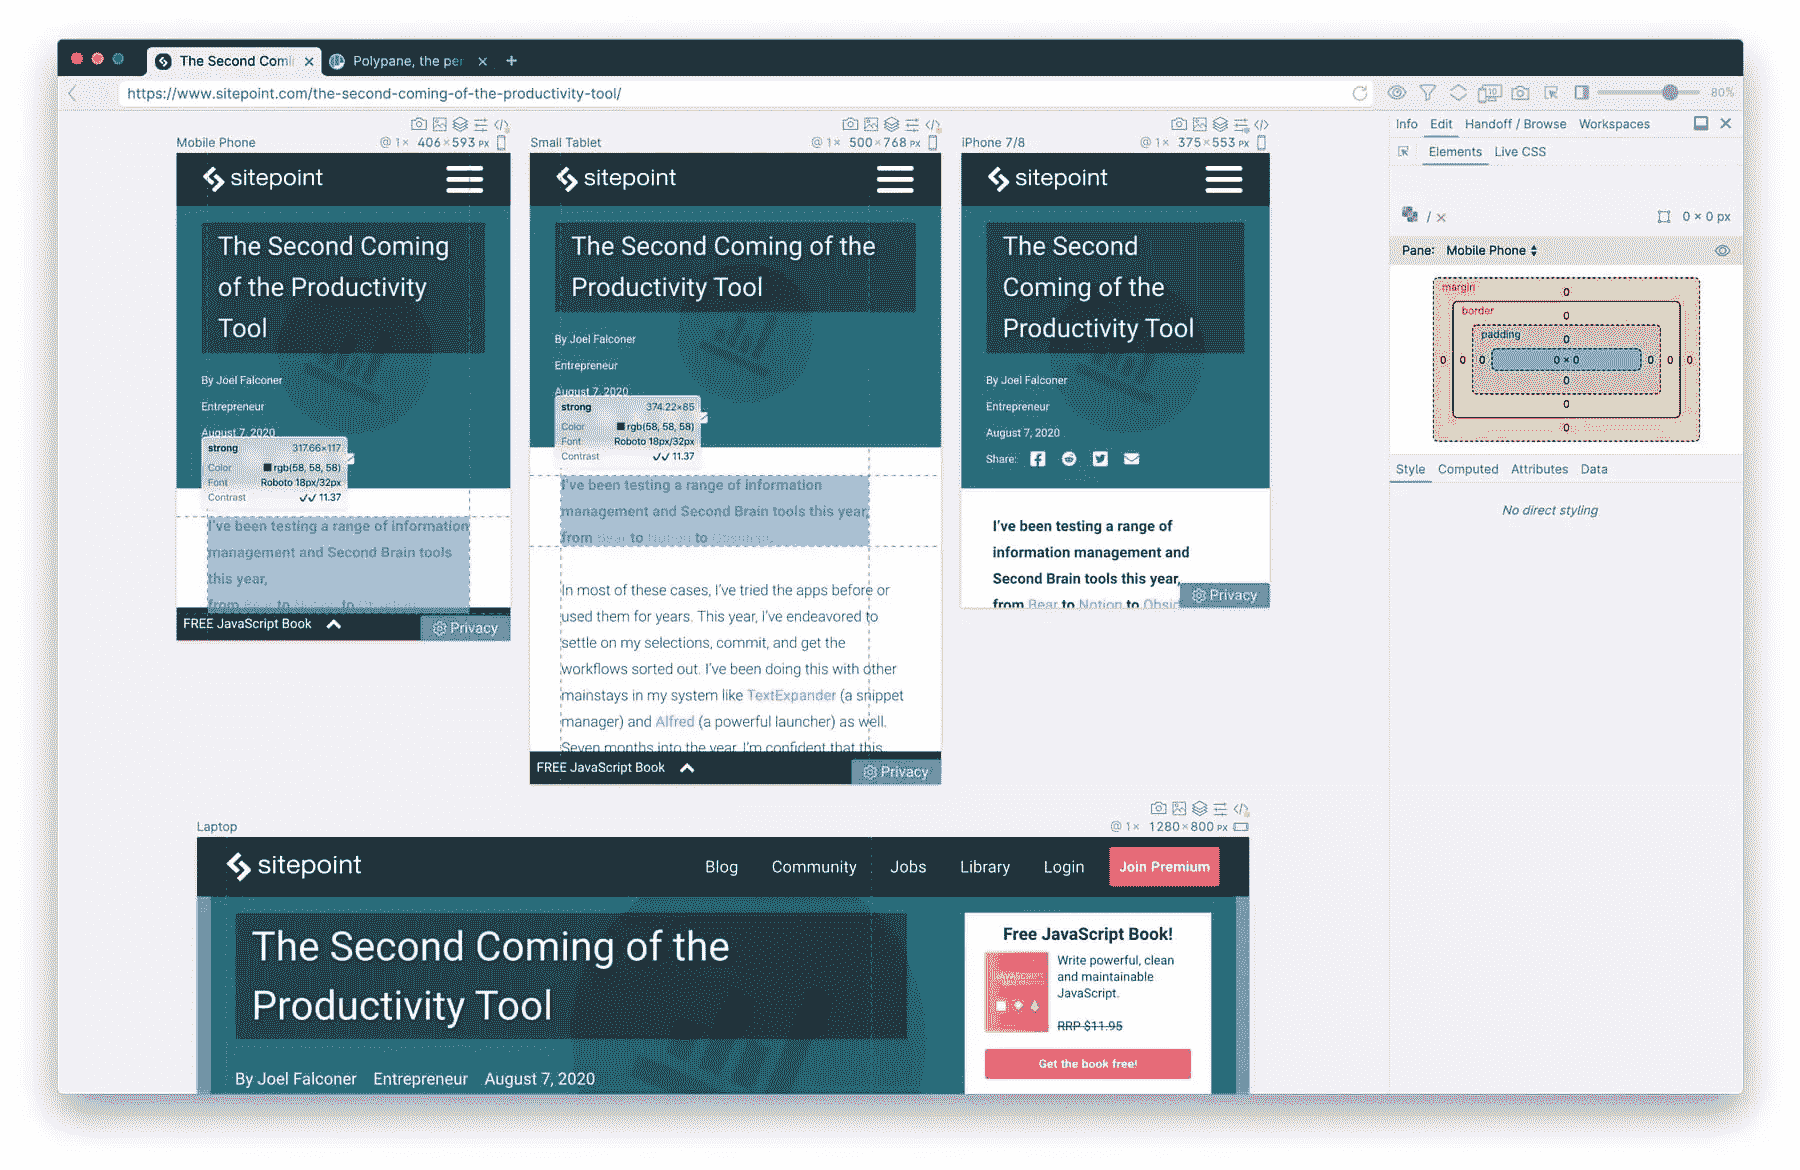 The Second Comi
Polypane, the per
https://www.sitepoint.com/the-second-coming-of-the-productivity-tool/
80%
Info Edit Handoff / Browse Workspaces
Elements Live CSS
/ × 0 × 0 px
Pane: Mobile Phone
margin 0
border 0
padding 0
0 0 0 0 × 0 0 0 0
0
0
0
Style Computed Attributes Data
No direct styling
Mobile Phone
@ 1× 406×593 PX
sitepoint
The Second Coming
of the Productivity
Tool
By Joel Falconer
Entrepreneur
August 7, 2020
strong 317.66×117
Color rgb(58, 58, 58)
Font Roboto 18px/32px
Contrast ✓✓ 11.37
I've been testing a range of information
management and Second Brain tools
this year,
from Bear to Notion to
FREE JavaScript Book
Privacy
Small Tablet
@ 1× 500×768 PX
sitepoint
The Second Coming of the
Productivity Tool
By Joel Falconer
Entrepreneur
August 7, 2020
strong 374.22×85
Color rgb(58, 58, 58)
Font Roboto 18px/32px
Contrast ✓✓ 11.37
I've been testing a range of information
management and Second Brain tools this year,
from Bear to Notion to Obsidian.
In most of these cases, I've tried the apps before or
used them for years. This year, I've endeavored to
settle on my selections, commit, and get the
workflows sorted out. I've been doing this with other
mainstays in my system like TextExpander (a snippet
manager) and Alfred (a powerful launcher) as well.
Seven months into the year, I'm confident that this
FREE JavaScript Book
Privacy
iPhone 7/8
@ 1× 375×553 PX
sitepoint
The Second
Coming of the
Productivity Tool
By Joel Falconer
Entrepreneur
August 7, 2020
Share:
I've been testing a range of
information management and
Second Brain tools this year,
from Bear to Notion to Obsid
Privacy
Laptop
@ 1× 1280×800 PX
sitepoint
Blog Community Jobs Library Login Join Premium
The Second Coming of the
Productivity Tool
By Joel Falconer Entrepreneur August 7, 2020
Free JavaScript Book!
Write powerful, clean
and maintainable
JavaScript.
RRP $11.95
Get the book free!